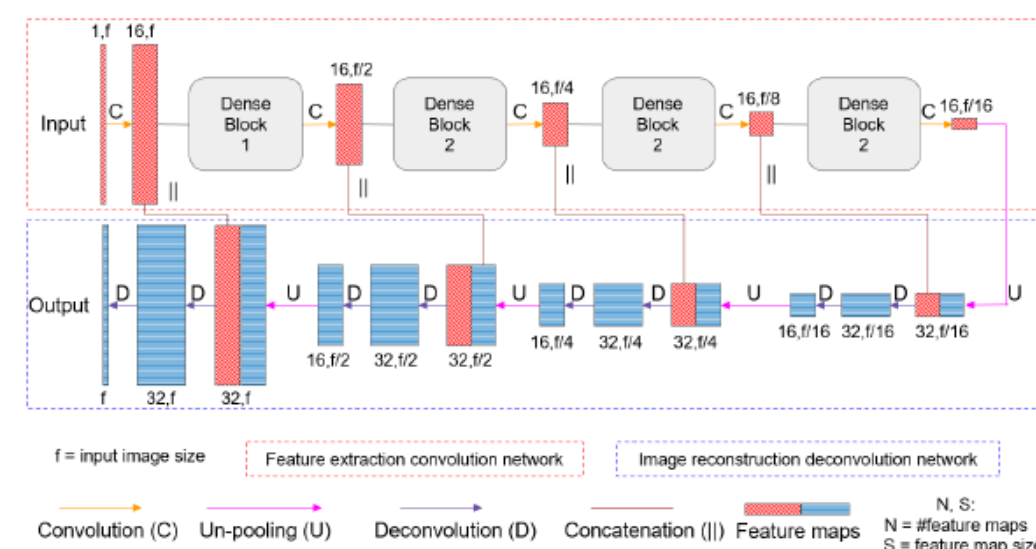 1,f
16,f
16,f/2
16,f/4
16,f/8
16,f/16
Input
C
Dense
Block
1
C
Dense
Block
2
C
Dense
Block
2
C
Dense
Block
2
C
||
||
||
||
Output
D
D
U
D
D
U
D
D
U
D
D
U
f
32,f
32,f
16,f/2
32,f/2
32,f/2
16,f/4
32,f/4
32,f/4
16,f/16
32,f/16
32,f/16
f = input image size
Feature extraction convolution network
Image reconstruction deconvolution network
Convolution (C)
Un-pooling (U)
Deconvolution (D)
Concatenation (||)
Feature maps
N, S:
N = #feature maps
S = feature map size